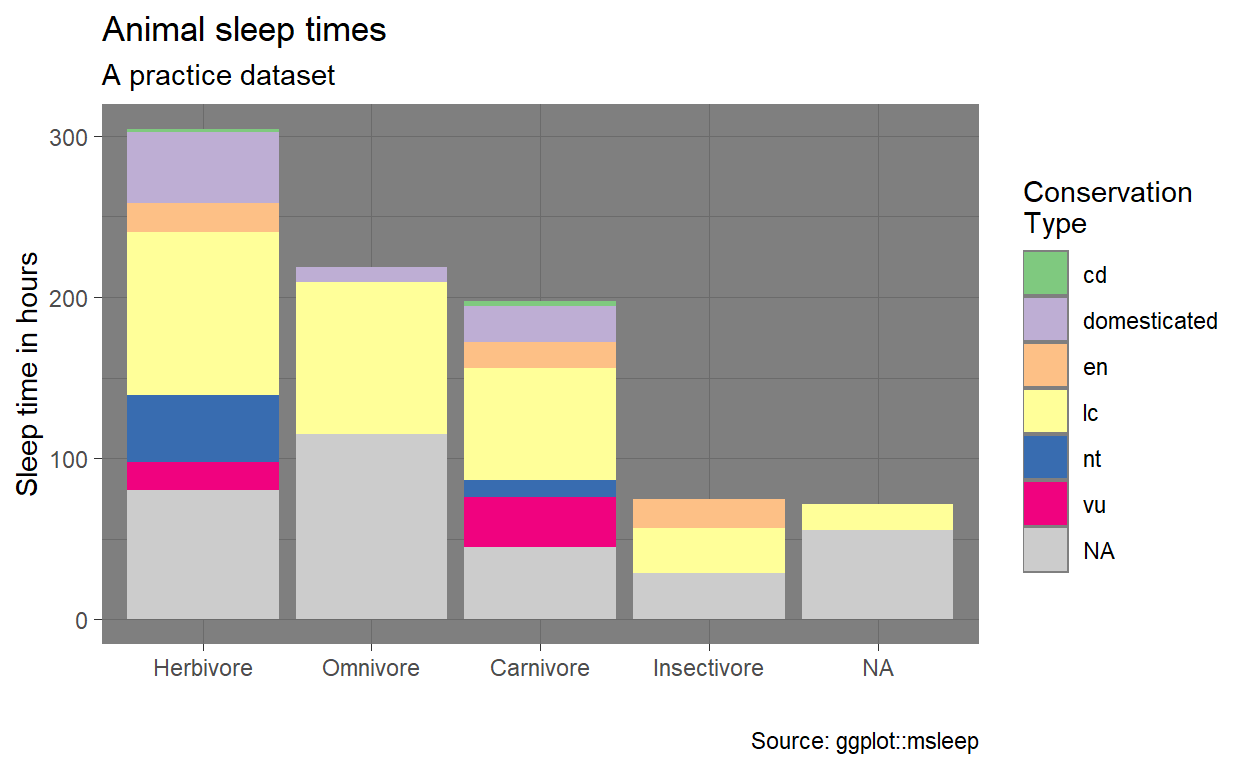 Animal sleep times
A practice dataset
Sleep time in hours
300
200
100
0
Herbivore
Omnivore
Carnivore
Insectivore
NA
Conservation
Type
cd
domesticated
en
lc
nt
vu
NA
Source: ggplot::msleep